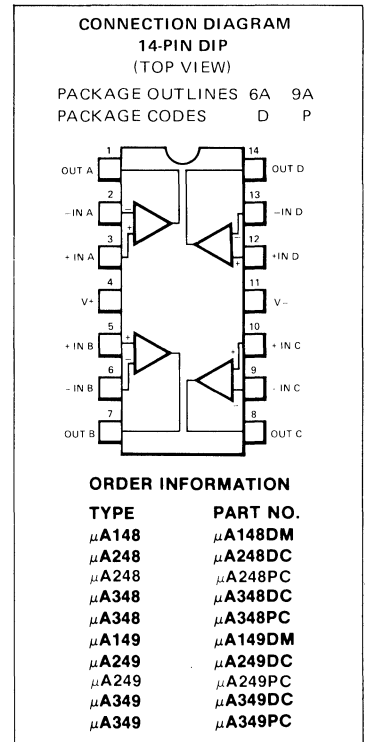 CONNECTION DIAGRAM
14-PIN DIP
(TOP VIEW)
PACKAGE OUTLINES 6A 9A
PACKAGE CODES D P
1 14
OUT A OUT D
2 13
−IN A − + − + −IN D
3 12
+ IN A +IN D
4 11
V+ V−
5 10
+ IN B + − + − + IN C
6 9
− IN B − IN C
7 8
OUT B OUT C
ORDER INFORMATION
TYPE PART NO.
μA148 μA148DM
μA248 μA248DC
μA248 μA248PC
μA348 μA348DC
μA348 μA348PC
μA149 μA149DM
μA249 μA249DC
μA249 μA249PC
μA349 μA349DC
μA349 μA349PC